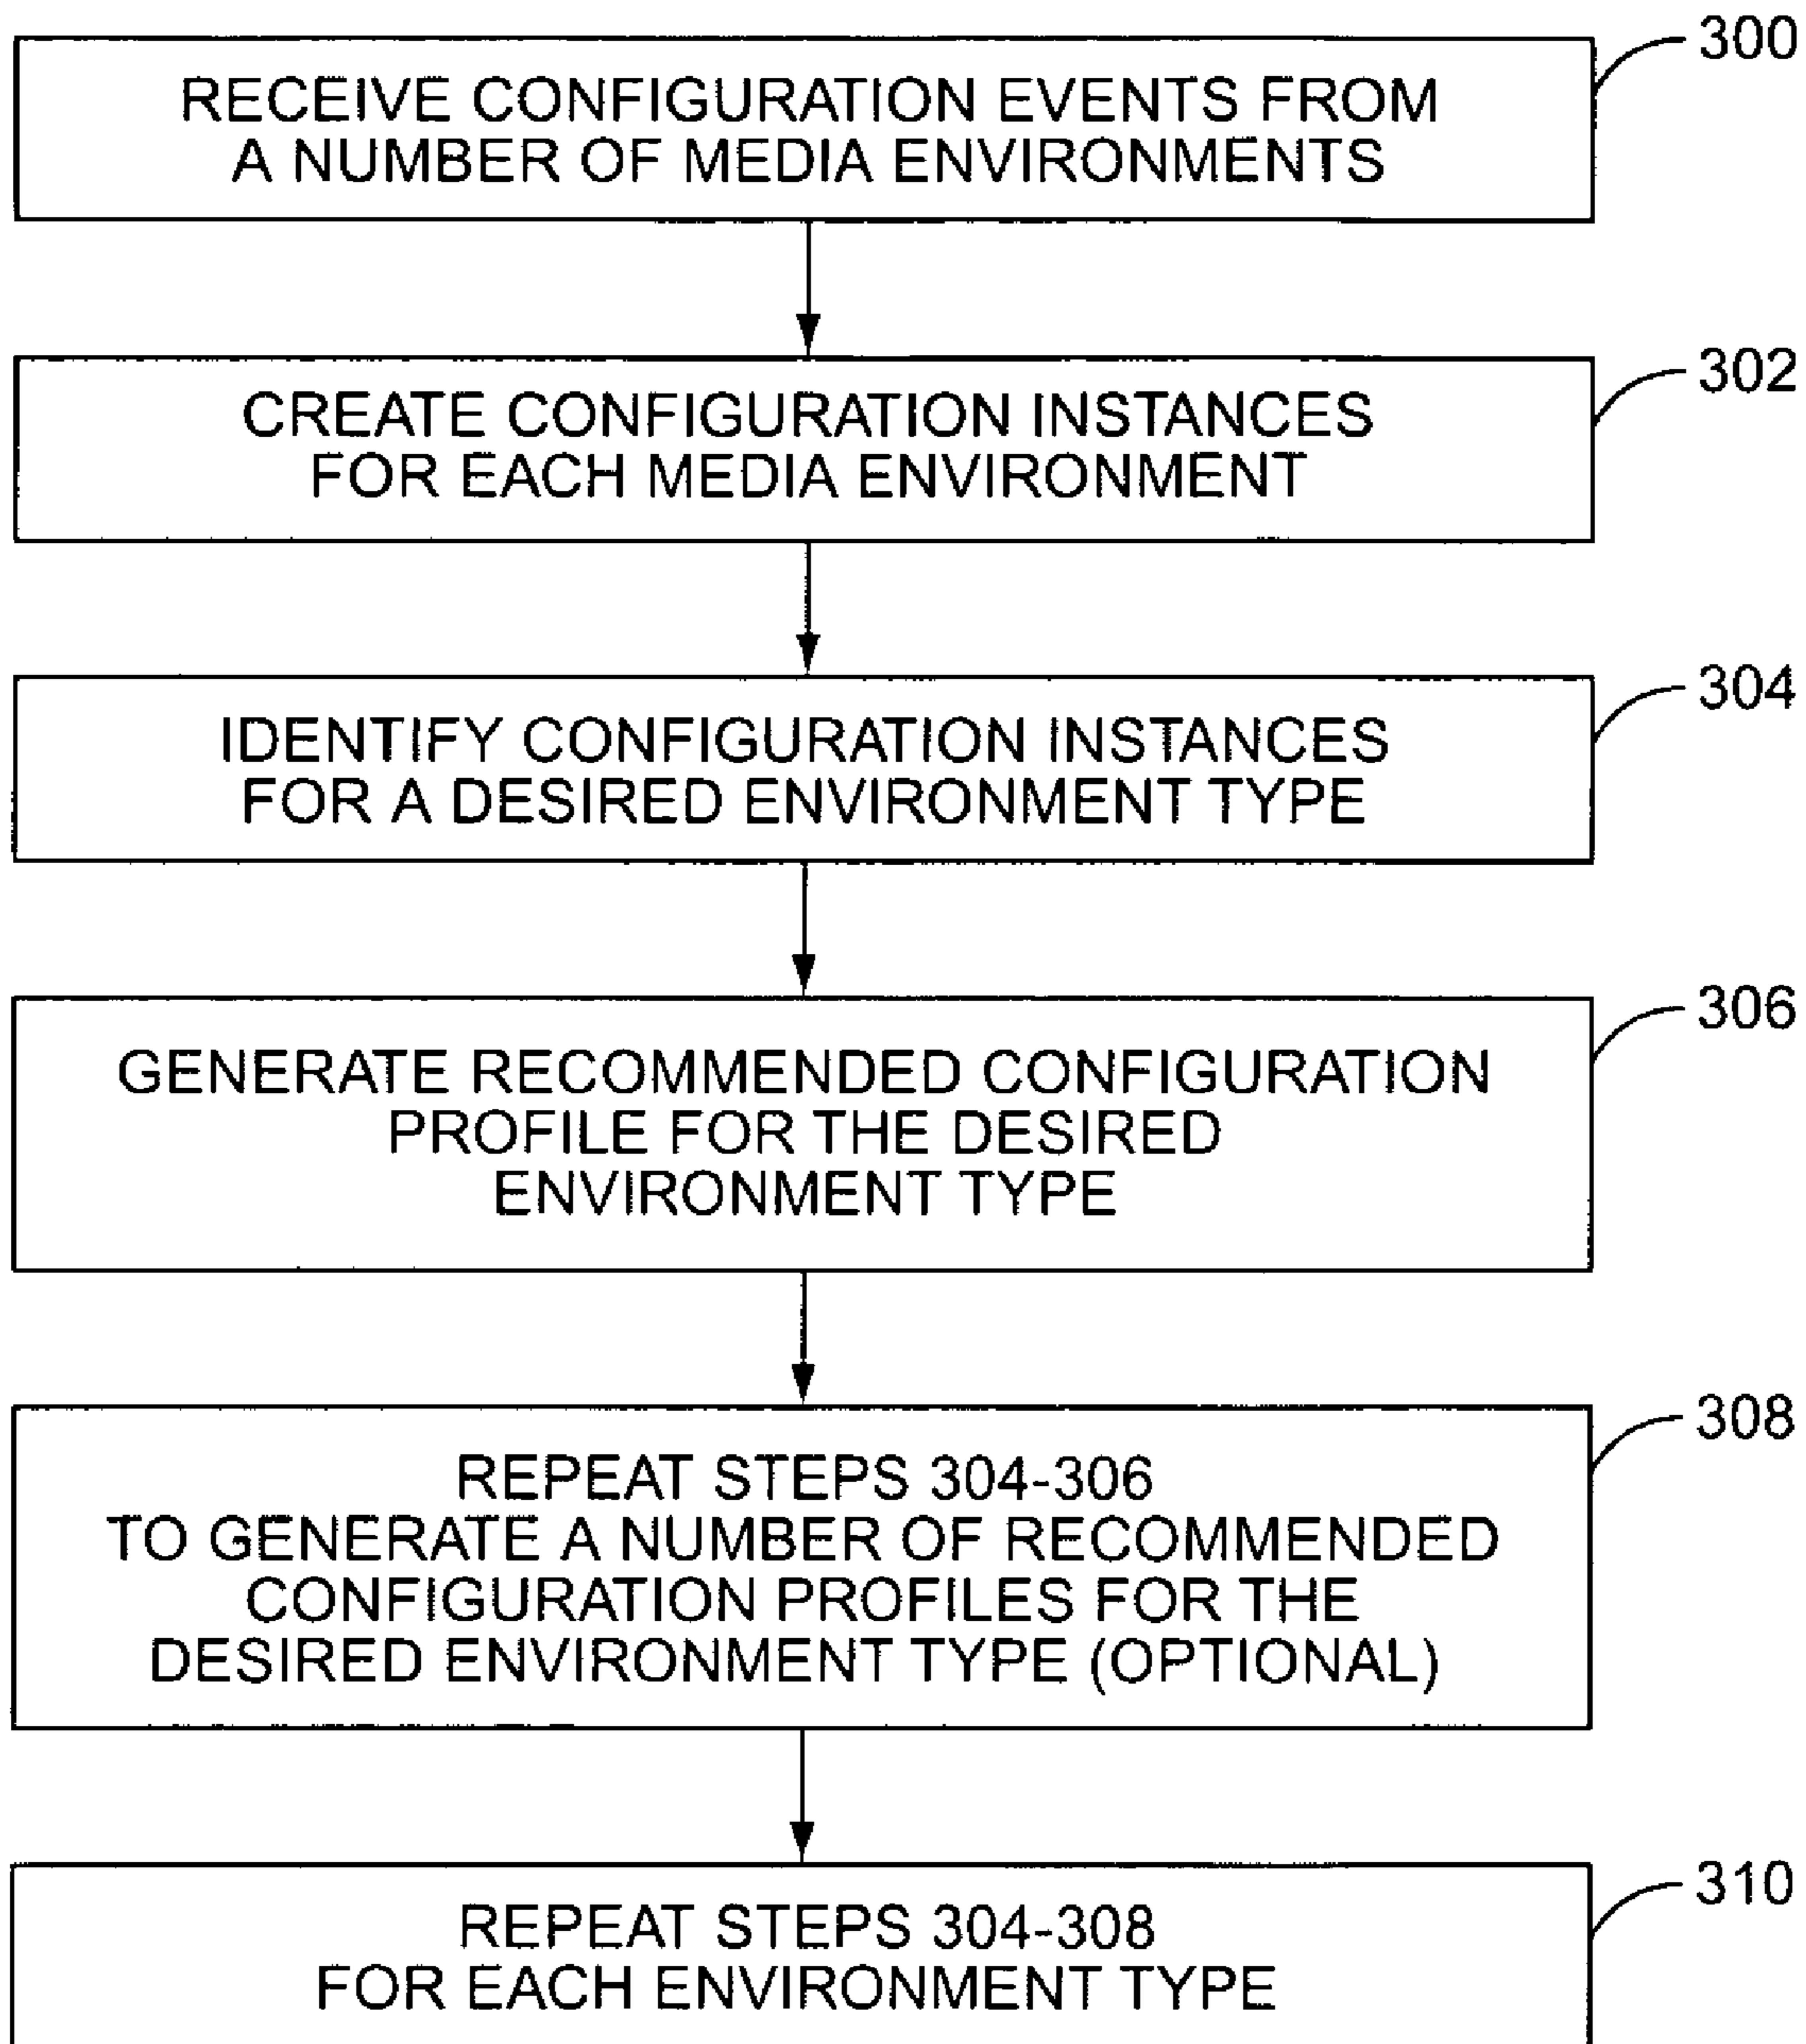 300
RECEIVE CONFIGURATION EVENTS FROM
A NUMBER OF MEDIA ENVIRONMENTS
302
CREATE CONFIGURATION INSTANCES
FOR EACH MEDIA ENVIRONMENT
304
IDENTIFY CONFIGURATION INSTANCES
FOR A DESIRED ENVIRONMENT TYPE
306
GENERATE RECOMMENDED CONFIGURATION
PROFILE FOR THE DESIRED
ENVIRONMENT TYPE
308
REPEAT STEPS 304-306
TO GENERATE A NUMBER OF RECOMMENDED
CONFIGURATION PROFILES FOR THE
DESIRED ENVIRONMENT TYPE (OPTIONAL)
310
REPEAT STEPS 304-308
FOR EACH ENVIRONMENT TYPE